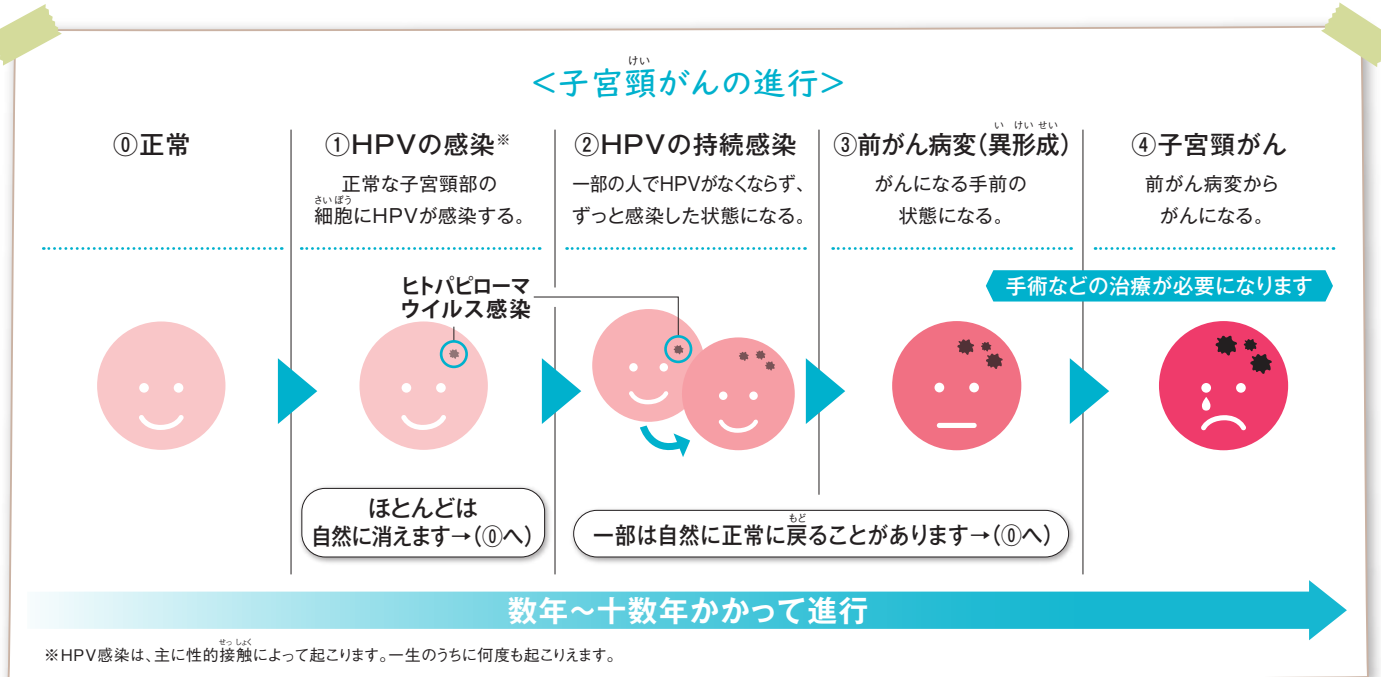 けい
<子宮頸がんの進行>
⓪正常
①HPVの感染※
正常な子宮頸部の
さいぼう
細胞にHPVが感染する。
②HPVの持続感染
一部の人でHPVがなくならず、
ずっと感染した状態になる。
い けい せい
③前がん病変(異形成)
がんになる手前の
状態になる。
④子宮頸がん
前がん病変から
がんになる。
ヒトパピローマ
ウイルス感染
手術などの治療が必要になります
ほとんどは
自然に消えます→(⓪へ)
もど
一部は自然に正常に戻ることがあります→(⓪へ)
数年~十数年かかって進行
せっしょく
※HPV感染は、主に性的接触によって起こります。一生のうちに何度も起こりえます。